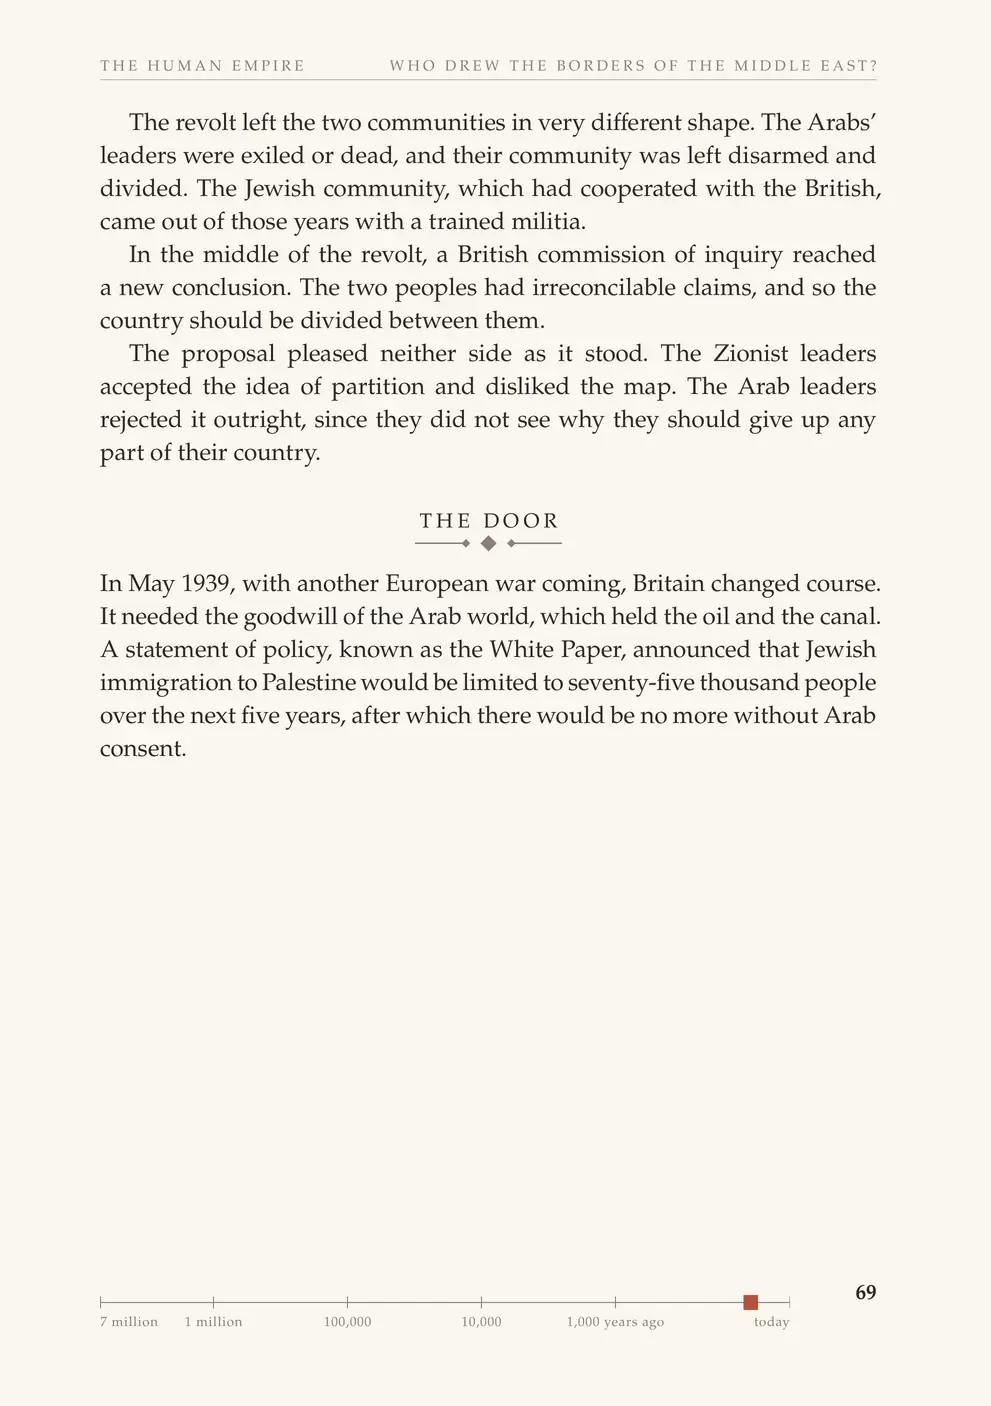 THE HUMAN EMPIRE WHO DREW THE BORDERS OF THE MIDDLE EAST?
The revolt left the two communities in very different shape. The Arabs’
leaders were exiled or dead, and their community was left disarmed and
divided. The Jewish community, which had cooperated with the British,
came out of those years with a trained militia.
In the middle of the revolt, a British commission of inquiry reached
a new conclusion. The two peoples had irreconcilable claims, and so the
country should be divided between them.
The proposal pleased neither side as it stood. The Zionist leaders
accepted the idea of partition and disliked the map. The Arab leaders
rejected it outright, since they did not see why they should give up any
part of their country.
THE DOOR
In May 1939, with another European war coming, Britain changed course.
It needed the goodwill of the Arab world, which held the oil and the canal.
A statement of policy, known as the White Paper, announced that Jewish
immigration to Palestine would be limited to seventy-five thousand people
over the next five years, after which there would be no more without Arab
consent.
69
7 million 1 million 100,000 10,000 1,000 years ago today